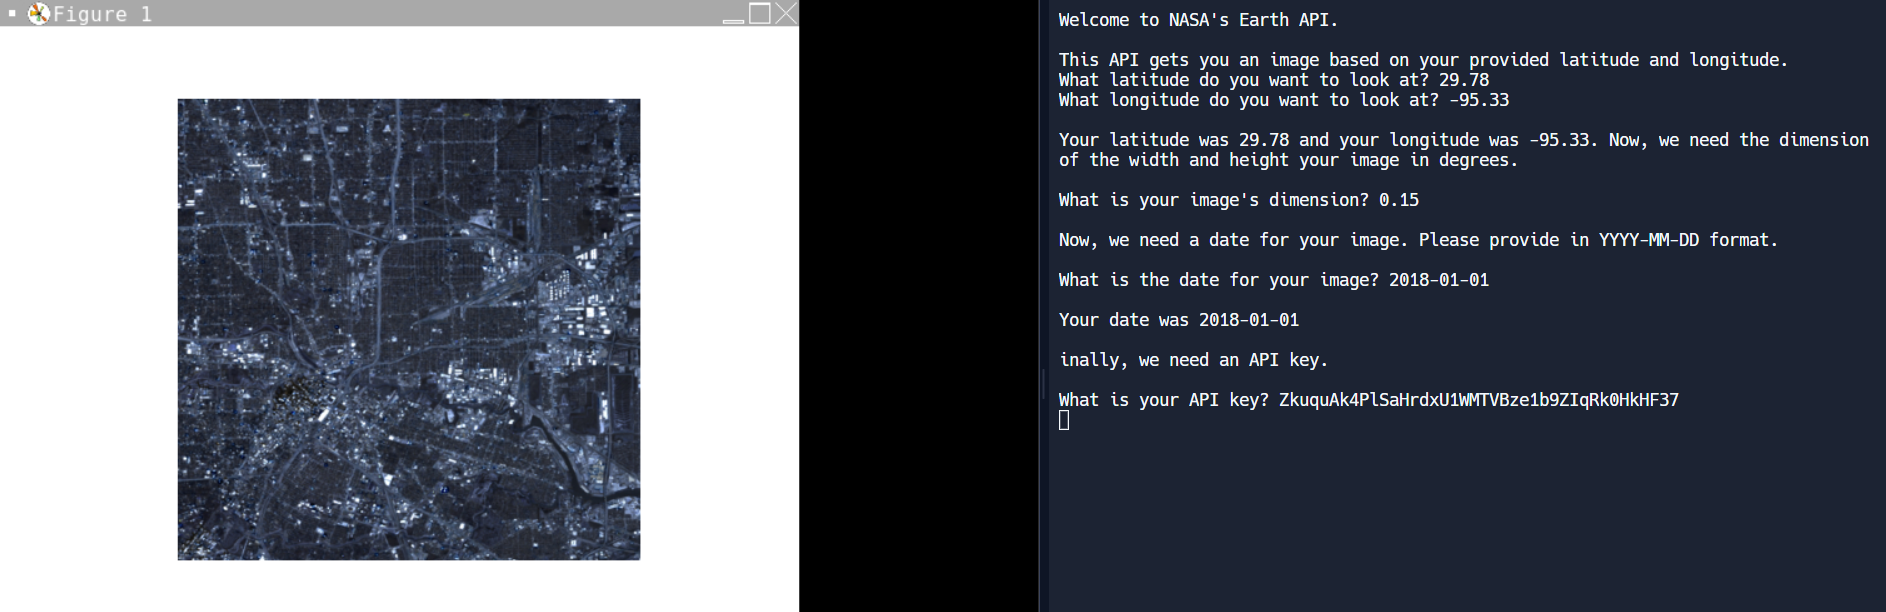 Figure 1
Welcome to NASA's Earth API.
This API gets you an image based on your provided latitude and longitude.
What latitude do you want to look at? 29.78
What longitude do you want to look at? -95.33
Your latitude was 29.78 and your longitude was -95.33. Now, we need the dimension
of the width and height your image in degrees.
What is your image's dimension? 0.15
Now, we need a date for your image. Please provide in YYYY-MM-DD format.
What is the date for your image? 2018-01-01
Your date was 2018-01-01
inally, we need an API key.
What is your API key? ZkuquAk4PlSaHrdxU1WMTVBze1b9ZIqRk0HkHF37